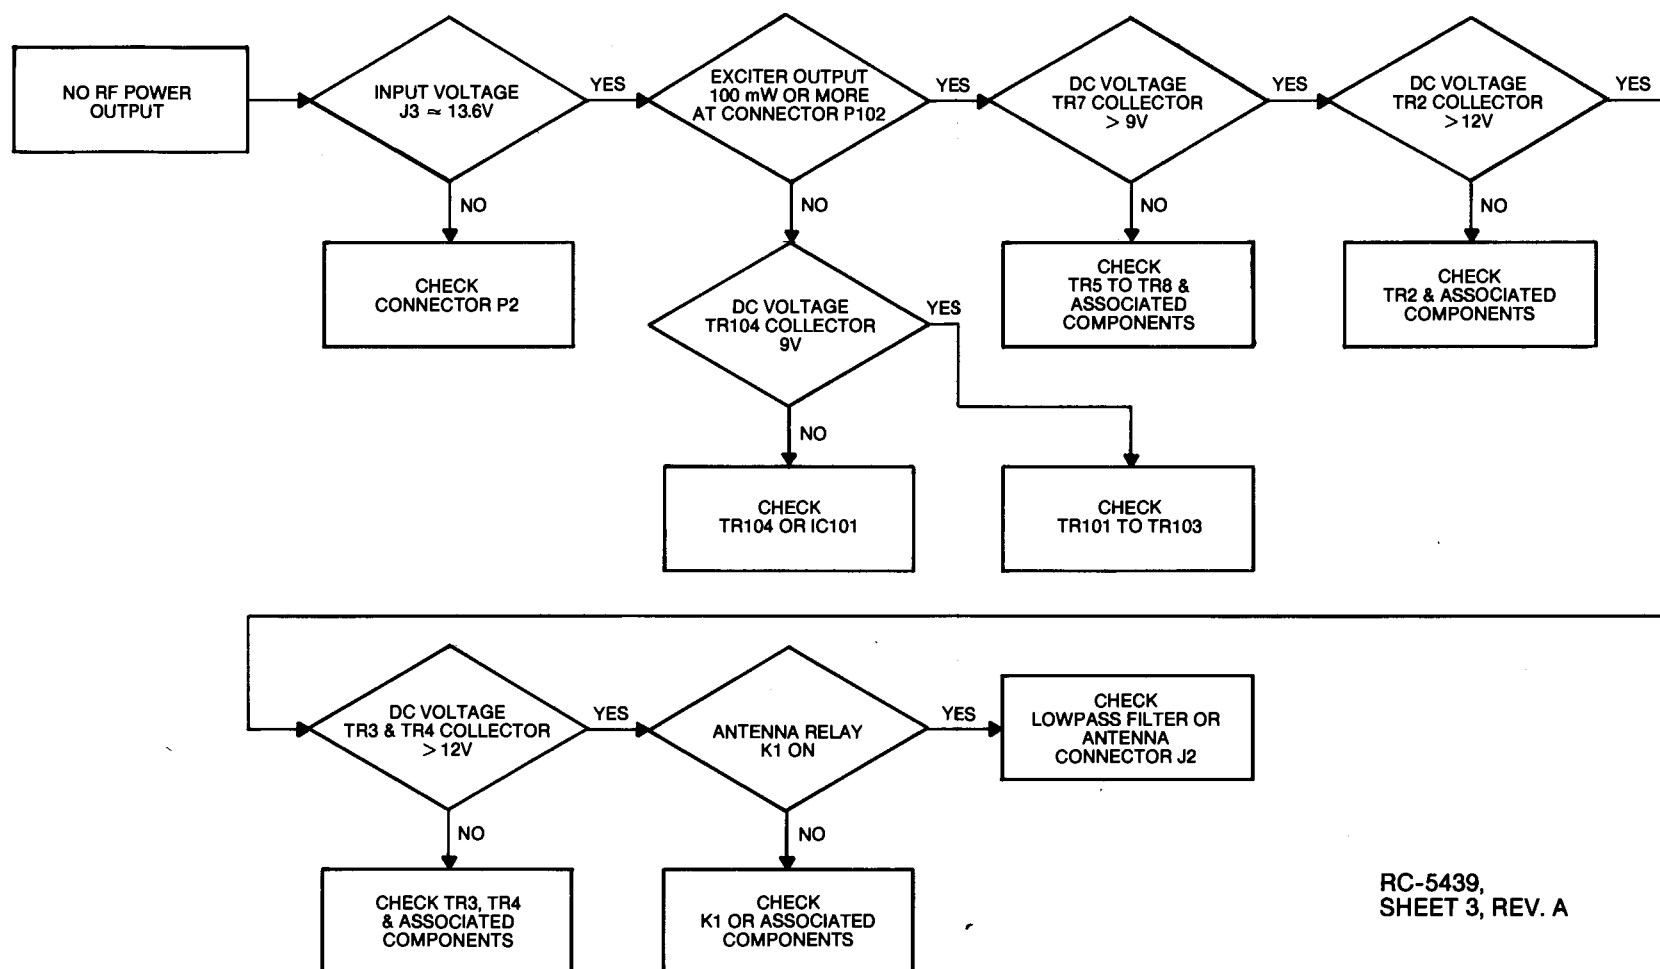 NO RF POWER
OUTPUT
INPUT VOLTAGE
J3 ≃ 13.6V
YES
EXCITER OUTPUT
100 mW OR MORE
AT CONNECTOR P102
YES
DC VOLTAGE
TR7 COLLECTOR
> 9V
YES
DC VOLTAGE
TR2 COLLECTOR
> 12V
YES
NO
NO
NO
NO
CHECK
CONNECTOR P2
DC VOLTAGE
TR104 COLLECTOR
9V
YES
CHECK
TR5 TO TR8 &
ASSOCIATED
COMPONENTS
CHECK
TR2 & ASSOCIATED
COMPONENTS
NO
CHECK
TR104 OR IC101
CHECK
TR101 TO TR103
DC VOLTAGE
TR3 & TR4 COLLECTOR
> 12V
YES
ANTENNA RELAY
K1 ON
YES
CHECK
LOWPASS FILTER OR
ANTENNA
CONNECTOR J2
NO
NO
CHECK TR3, TR4
& ASSOCIATED
COMPONENTS
CHECK
K1 OR ASSOCIATED
COMPONENTS
RC-5439,
SHEET 3, REV. A